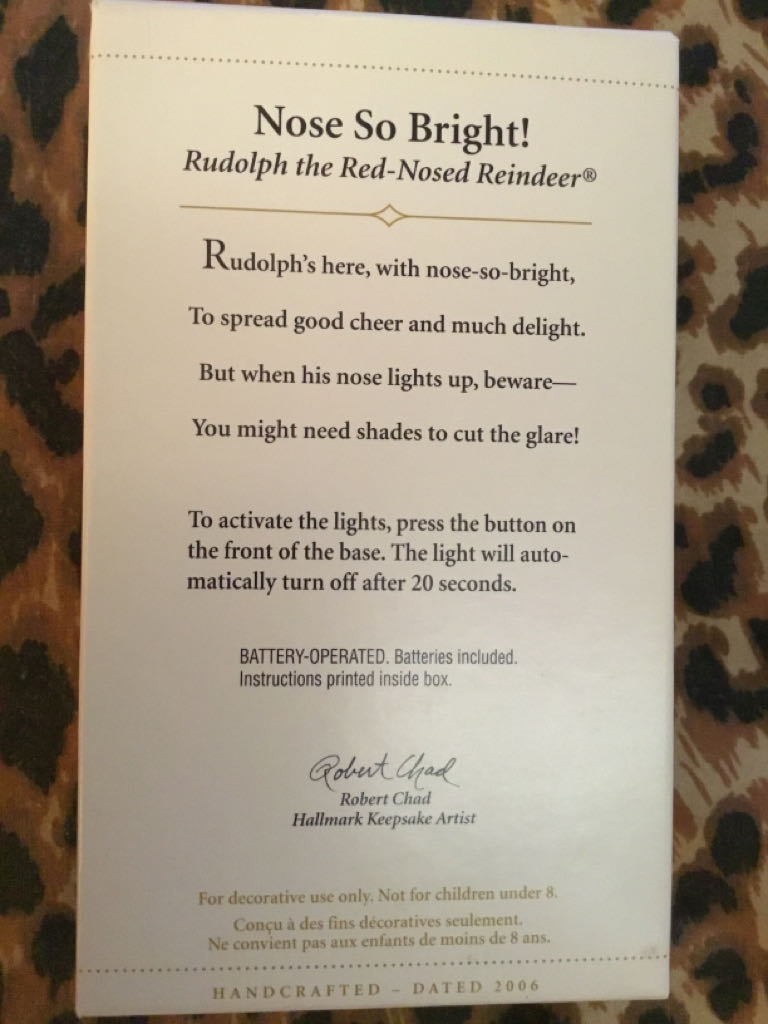 Nose So Bright!
Rudolph the Red-Nosed Reindeer®
Rudolph's here, with nose-so-bright,
To spread good cheer and much delight.
But when his nose lights up, beware—
You might need shades to cut the glare!
To activate the lights, press the button on
the front of the base. The light will auto-
matically turn off after 20 seconds.
BATTERY-OPERATED. Batteries included.
Instructions printed inside box.
Robert Chad
Robert Chad
Hallmark Keepsake Artist
For decorative use only. Not for children under 8.
Conçu à des fins décoratives seulement.
Ne convient pas aux enfants de moins de 8 ans.
HANDCRAFTED – DATED 2006